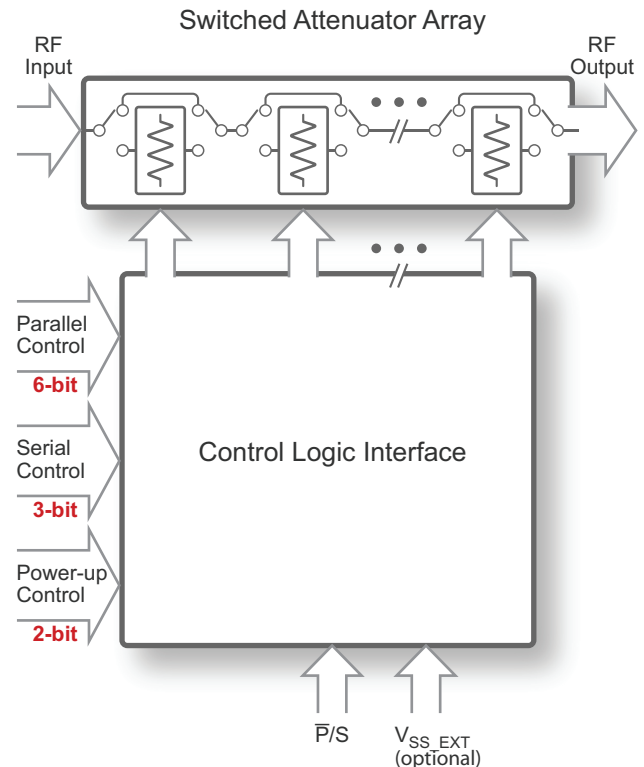 Switched Attenuator Array
RF
Input
RF
Output
Parallel
Control
6-bit
Serial
Control
3-bit
Power-up
Control
2-bit
Control Logic Interface
P̅/S
V_SS_EXT
(optional)